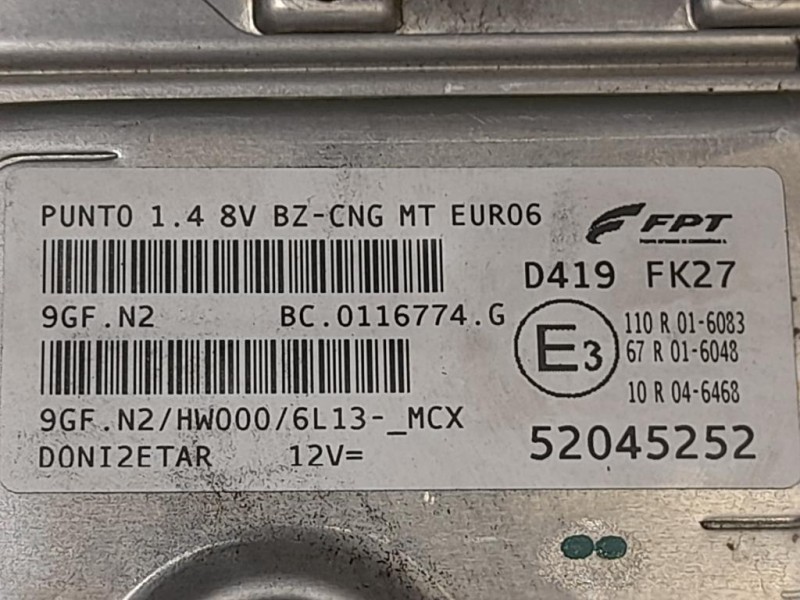 PUNTO 1.4 8V BZ-CNG MT EURO6
FPT
D419 FK27
9GF.N2 BC.0116774.G
E3
110 R 01-6083
67 R 01-6048
10 R 04-6468
9GF.N2/HW000/6L13-_MCX
DONI2ETAR 12V=
52045252